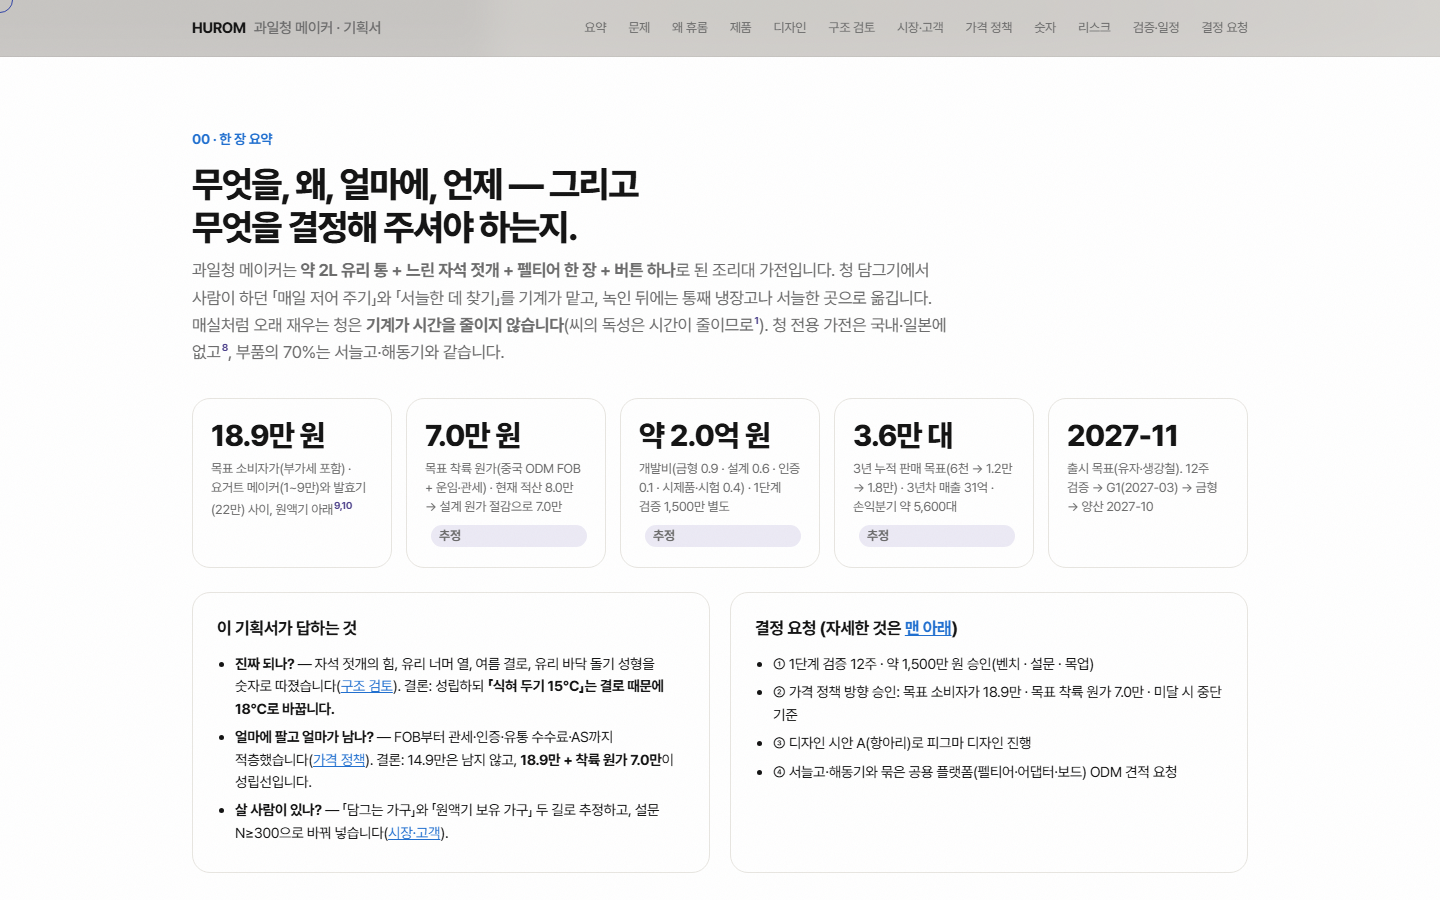 HUROM 과일청 메이커 · 기획서
요약 문제 왜 휴롬 제품 디자인 구조 검토 시장·고객 가격 정책 숫자 리스크 검증·일정 결정 요청
00 · 한 장 요약
무엇을, 왜, 얼마에, 언제 — 그리고
무엇을 결정해 주셔야 하는지.
과일청 메이커는 약 2L 유리 통 + 느린 자석 젓개 + 펠티어 한 장 + 버튼 하나로 된 조리대 가전입니다. 청 담그기에서
사람이 하던 「매일 저어 주기」와 「서늘한 데 찾기」를 기계가 맡고, 녹인 뒤에는 통째 냉장고나 서늘한 곳으로 옮깁니다.
매실처럼 오래 재우는 청은 기계가 시간을 줄이지 않습니다(씨의 독성은 시간이 줄이므로1). 청 전용 가전은 국내·일본에
없고8, 부품의 70%는 서늘고·해동기와 같습니다.
18.9만 원
목표 소비자가(부가세 포함) ·
요거트 메이커(1~9만)와 발효기
(22만) 사이, 원액기 아래9,10
7.0만 원
목표 착륙 원가(중국 ODM FOB
+ 운임·관세) · 현재 적산 8.0만
→ 설계 원가 절감으로 7.0만
추정
약 2.0억 원
개발비(금형 0.9 · 설계 0.6 · 인증
0.1 · 시제품·시험 0.4) · 1단계
검증 1,500만 별도
추정
3.6만 대
3년 누적 판매 목표(6천 → 1.2만
→ 1.8만) · 3년차 매출 31억 ·
손익분기 약 5,600대
추정
2027-11
출시 목표(유자·생강철). 12주
검증 → G1(2027-03) → 금형
→ 양산 2027-10
이 기획서가 답하는 것
• 진짜 되나? — 자석 젓개의 힘, 유리 너머 열, 여름 결로, 유리 바닥 돌기 성형을
숫자로 따졌습니다(구조 검토). 결론: 성립하되 「식혀 두기 15°C」는 결로 때문에
18°C로 바꿉니다.
• 얼마에 팔고 얼마가 남나? — FOB부터 관세·인증·유통 수수료·AS까지
적층했습니다(가격 정책). 결론: 14.9만은 남지 않고, 18.9만 + 착륙 원가 7.0만이
성립선입니다.
• 살 사람이 있나? — 「담그는 가구」와 「원액기 보유 가구」 두 길로 추정하고, 설문
N≥300으로 바꿔 넣습니다(시장·고객).
결정 요청 (자세한 것은 맨 아래)
• ① 1단계 검증 12주 · 약 1,500만 원 승인(벤치 · 설문 · 목업)
• ② 가격 정책 방향 승인: 목표 소비자가 18.9만 · 목표 착륙 원가 7.0만 · 미달 시 중단
기준
• ③ 디자인 시안 A(항아리)로 피그마 디자인 진행
• ④ 서늘고·해동기와 묶은 공용 플랫폼(펠티어·어댑터·보드) ODM 견적 요청